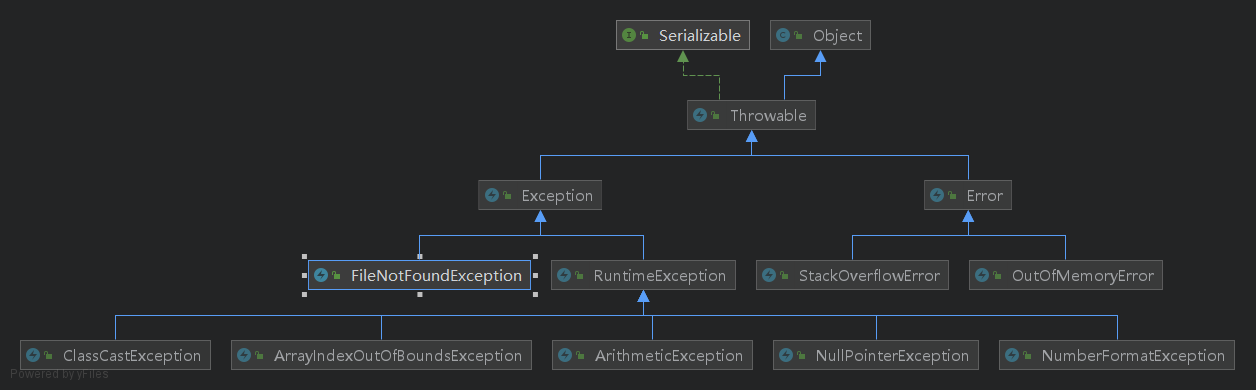 Serializable Object
Throwable
Exception Error
FileNotFoundException RuntimeException StackOverflowError OutOfMemoryError
ClassCastException ArrayIndexOutOfBoundsException ArithmeticException NullPointerException NumberFormatException
Powered by yFiles